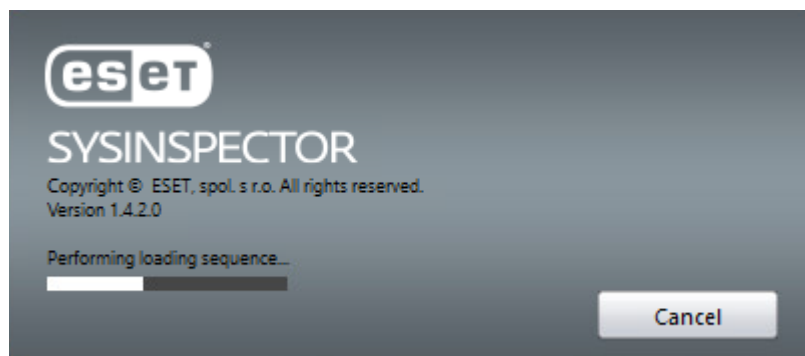 eset®
SYSINSPECTOR
Copyright © ESET, spol. s r.o. All rights reserved.
Version 1.4.2.0
Performing loading sequence...
Cancel